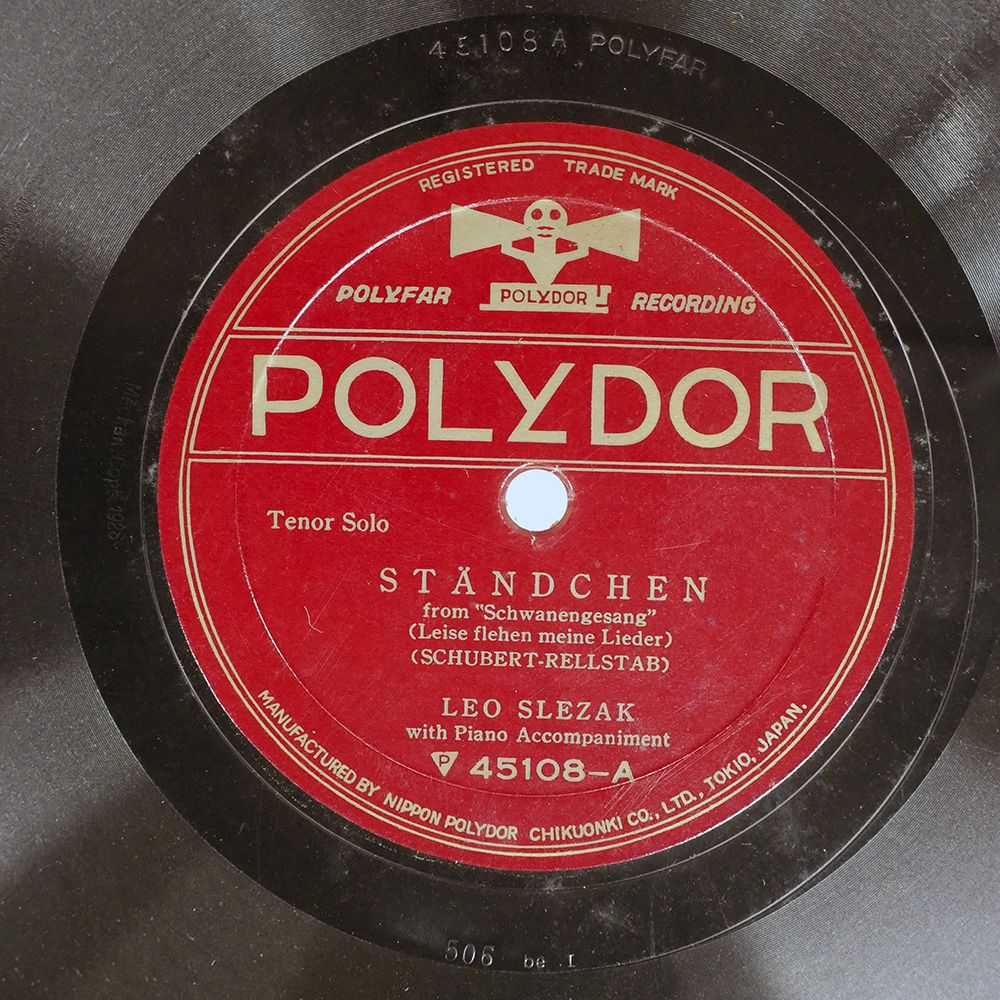 45108 A POLYFAR
REGISTERED TRADE MARK
POLYFAR POLYDOR RECORDING
POLYDOR
Tenor Solo
STÄNDCHEN
from "Schwanengesang"
(Leise flehen meine Lieder)
(SCHUBERT-RELLSTAB)
LEO SLEZAK
with Piano Accompaniment
P 45108-A
MANUFACTURED BY NIPPON POLYDOR CHIKUONKI CO., LTD., TOKIO, JAPAN.
506 be I